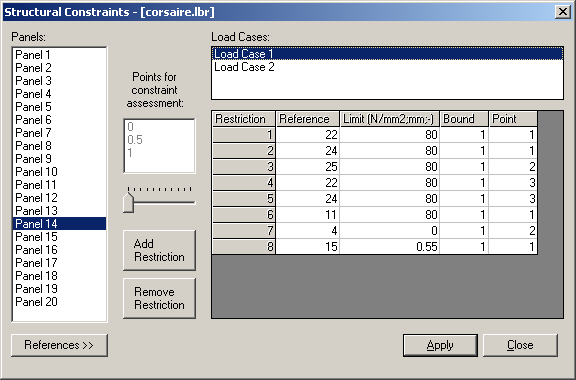 Structural Constraints - [corsaire.lbr]
Panels:
Panel 1
Panel 2
Panel 3
Panel 4
Panel 5
Panel 6
Panel 7
Panel 8
Panel 9
Panel 10
Panel 11
Panel 12
Panel 13
Panel 14
Panel 15
Panel 16
Panel 17
Panel 18
Panel 19
Panel 20
References >>
Points for
constraint
assessment:
0
0.5
1
Add
Restriction
Remove
Restriction
Load Cases:
Load Case 1
Load Case 2
Restriction Reference Limit (N/mm2;mm;-) Bound Point
1 22 80 1 1
2 24 80 1 1
3 25 80 1 2
4 22 80 1 3
5 24 80 1 3
6 11 80 1 1
7 4 0 1 2
8 15 0.55 1 1
Apply
Close